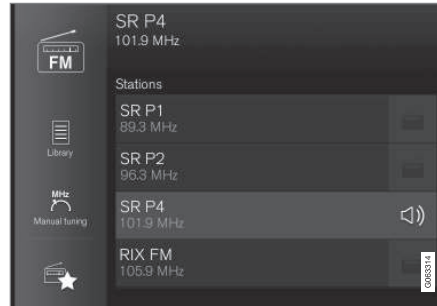 SR P4
101.9 MHz
FM
Stations
SR P1
89.3 MHz
Library
SR P2
96.3 MHz
MHz
Manual tuning
SR P4
101.9 MHz
RIX FM
105.9 MHz
G063314